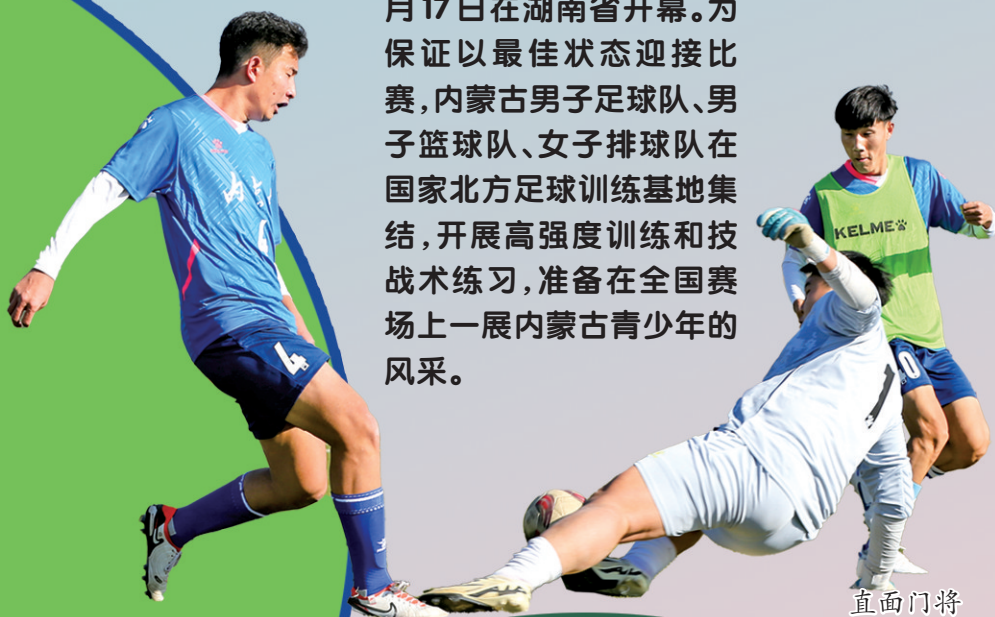 月17日在湖南省开幕。为
保证以最佳状态迎接比
赛,内蒙古男子足球队、男
子篮球队、女子排球队在
国家北方足球训练基地集
结,开展高强度训练和技
战术练习,准备在全国赛
场上一展内蒙古青少年的
风采。
KELME
4
1
0
直面门将